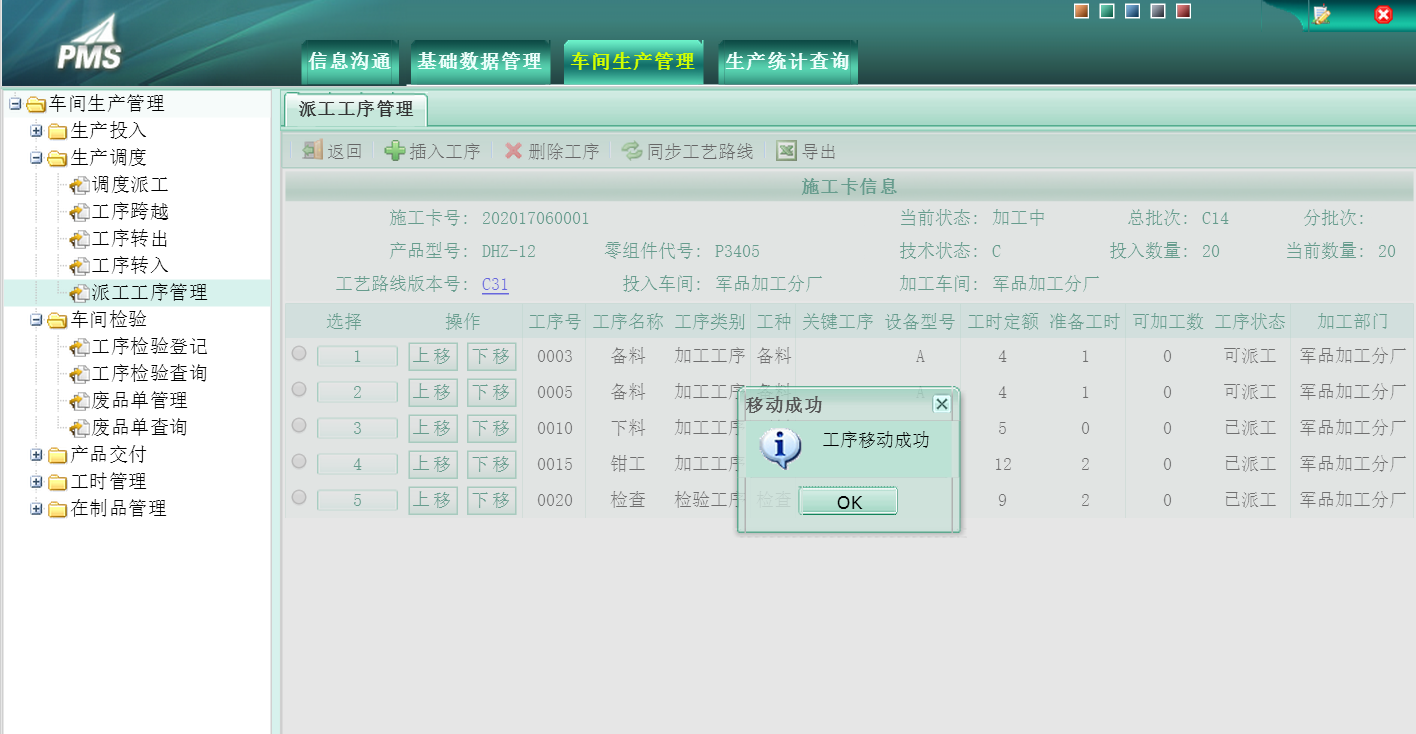 PMS
信息沟通 基础数据管理 车间生产管理 生产统计查询
车间生产管理
生产投入
生产调度
调度派工
工序跨越
工序转出
工序转入
派工工序管理
车间检验
工序检验登记
工序检验查询
废品单管理
废品单查询
产品交付
工时管理
在制品管理
派工工序管理
返回 插入工序 删除工序 同步工艺路线 导出
施工卡信息
施工卡号: 202017060001 当前状态: 加工中 总批次: C14 分批次:
产品型号: DHZ-12 零组件代号: P3405 技术状态: C 投入数量: 20 当前数量: 20
工艺路线版本号: C31 投入车间: 军品加工分厂 加工车间: 军品加工分厂
选择 操作 工序号 工序名称 工序类别 工种 关键工序 设备型号 工时定额 准备工时 可加工数 工序状态 加工部门
1 上移 下移 0003 备料 加工工序 备料 A 4 1 0 可派工 军品加工分厂
2 上移 下移 0005 备料 加工工序 备料 A 4 1 0 可派工 军品加工分厂
3 上移 下移 0010 下料 加工工序 5 0 0 已派工 军品加工分厂
4 上移 下移 0015 钳工 加工工序 12 2 0 已派工 军品加工分厂
5 上移 下移 0020 检查 检验工序 检查 9 2 0 已派工 军品加工分厂
移动成功
工序移动成功
OK